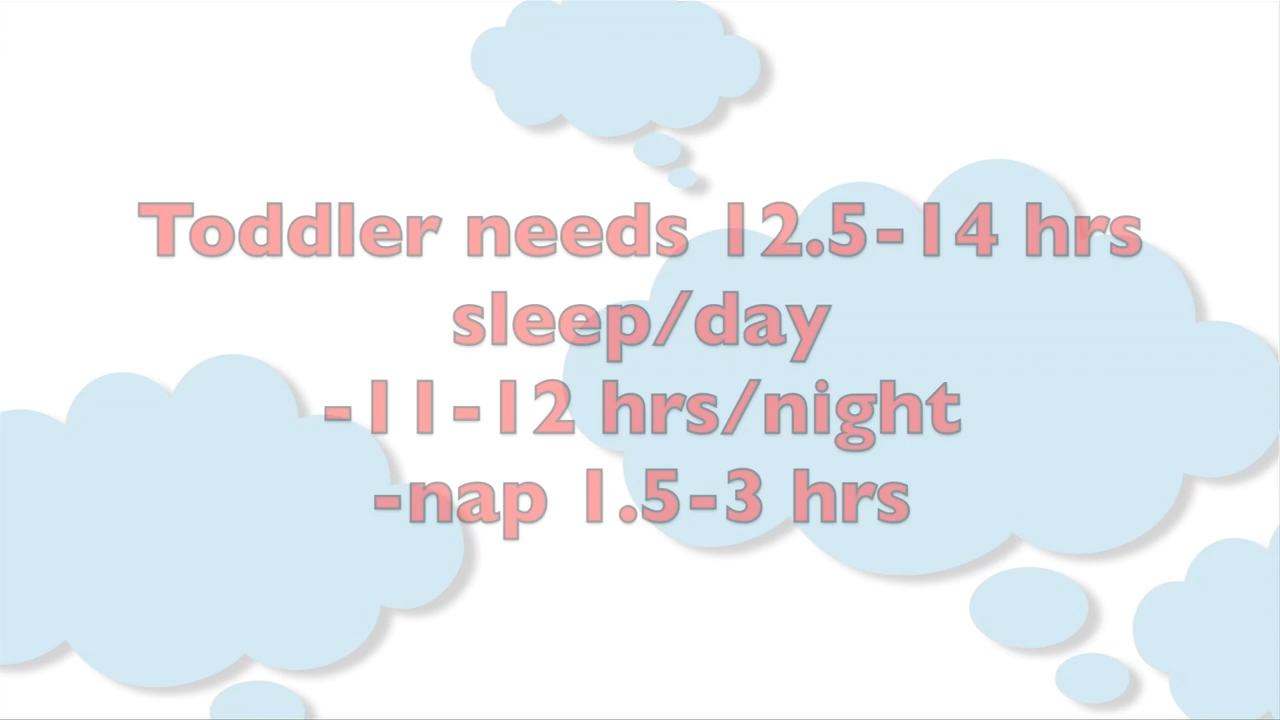 Toddler needs 12.5-14 hrs
sleep/day
-11-12 hrs/night
-nap 1.5-3 hrs